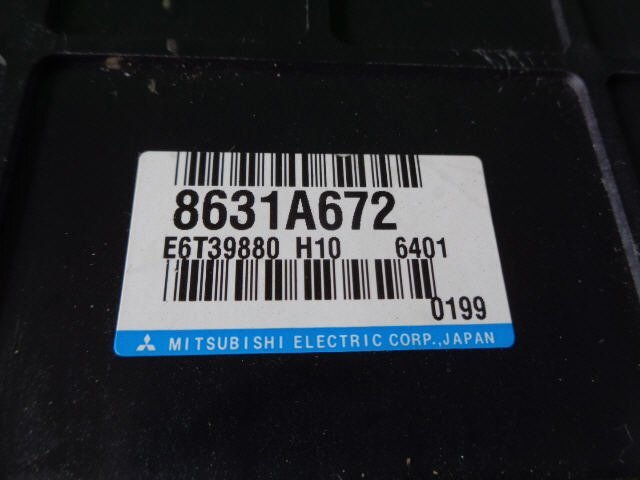 8631A672
E6T39880 H10 6401
0199
MITSUBISHI ELECTRIC CORP., JAPAN